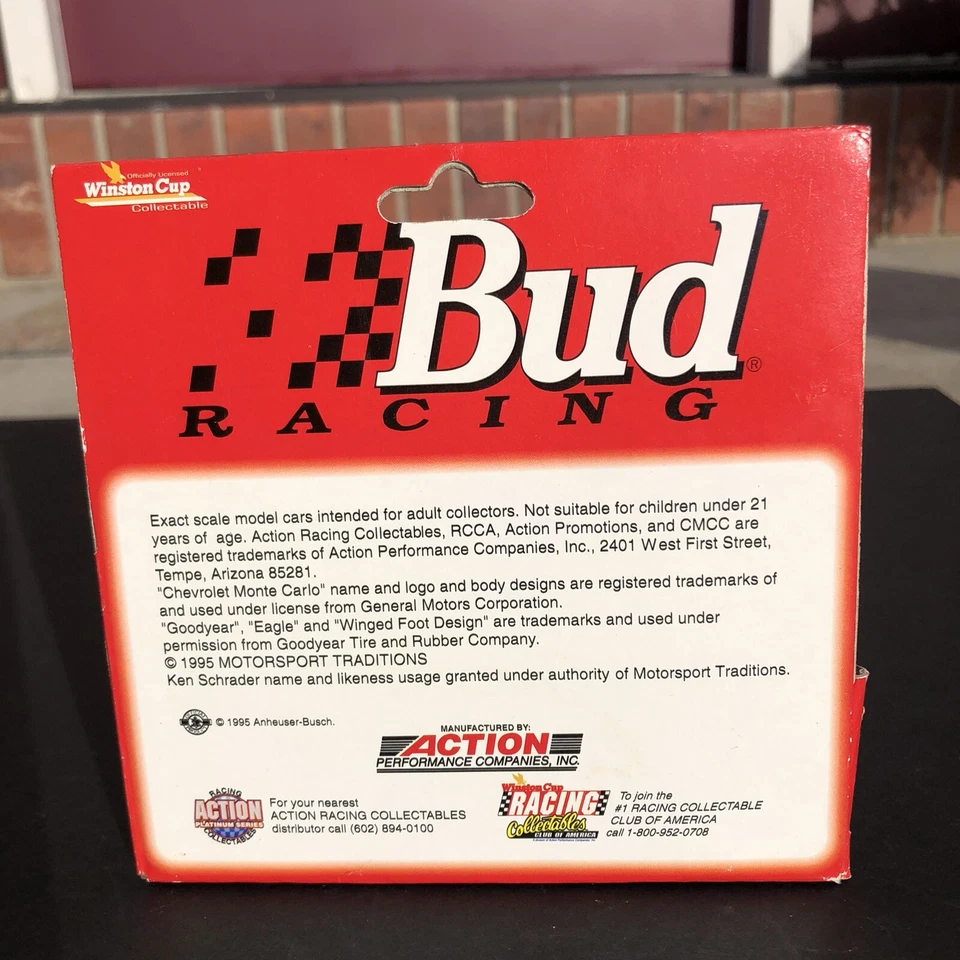 Officially Licensed
Winston Cup
Collectable
Bud®
RACING
Exact scale model cars intended for adult collectors. Not suitable for children under 21
years of age. Action Racing Collectables, RCCA, Action Promotions, and CMCC are
registered trademarks of Action Performance Companies, Inc., 2401 West First Street,
Tempe, Arizona 85281.
"Chevrolet Monte Carlo" name and logo and body designs are registered trademarks of
and used under license from General Motors Corporation.
"Goodyear", "Eagle" and "Winged Foot Design" are trademarks and used under
permission from Goodyear Tire and Rubber Company.
© 1995 MOTORSPORT TRADITIONS
Ken Schrader name and likeness usage granted under authority of Motorsport Traditions.
© 1995 Anheuser-Busch.
MANUFACTURED BY:
ACTION
PERFORMANCE COMPANIES, INC.
RACING
ACTION
PLATINUM SERIES
COLLECTABLES
For your nearest
ACTION RACING COLLECTABLES
distributor call (602) 894-0100
Winston Cup
RACING
Collectables
CLUB OF AMERICA
To join the
#1 RACING COLLECTABLE
CLUB OF AMERICA
call 1-800-952-0708